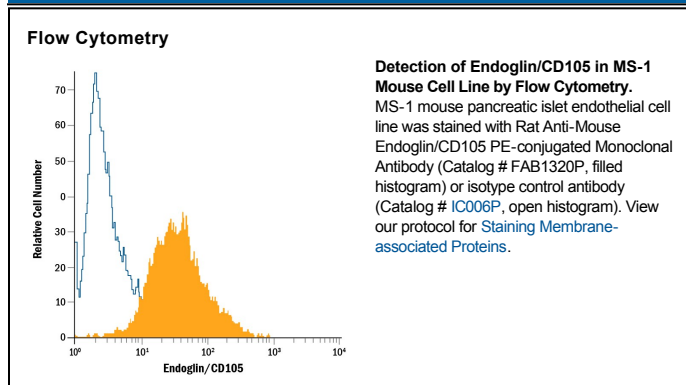 Flow Cytometry
Relative Cell Number
70
60
50
0
30
20
10
0
10⁰ 10¹ 10² 10³ 10⁴
Endoglin/CD105
Detection of Endoglin/CD105 in MS-1
Mouse Cell Line by Flow Cytometry.
MS-1 mouse pancreatic islet endothelial cell
line was stained with Rat Anti-Mouse
Endoglin/CD105 PE-conjugated Monoclonal
Antibody (Catalog # FAB1320P, filled
histogram) or isotype control antibody
(Catalog # IC006P, open histogram). View
our protocol for Staining Membrane-
associated Proteins.